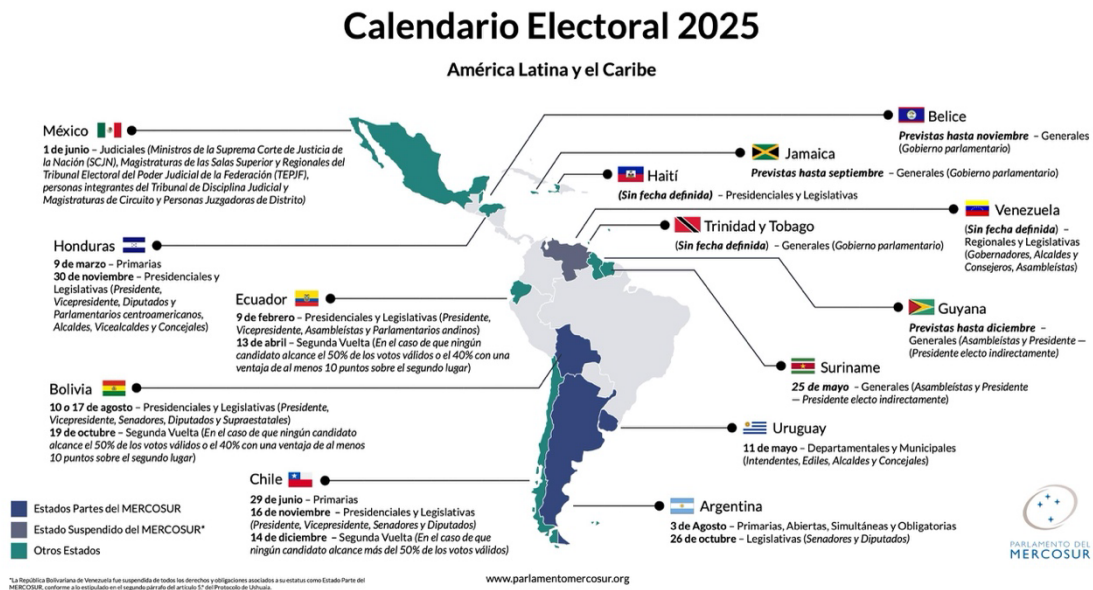 Calendario Electoral 2025
América Latina y el Caribe
México
1 de junio – Judiciales (Ministros de la Suprema Corte de Justicia de
la Nación (SCJN), Magistraturas de las Salas Superior y Regionales del
Tribunal Electoral del Poder Judicial de la Federación (TEPJF),
personas integrantes del Tribunal de Disciplina Judicial y
Magistraturas de Circuito y Personas Juzgadoras de Distrito)
Belice
Previstas hasta noviembre – Generales
(Gobierno parlamentario)
Jamaica
Previstas hasta septiembre – Generales (Gobierno parlamentario)
Haití
(Sin fecha definida) – Presidenciales y Legislativas
Venezuela
(Sin fecha definida) –
Regionales y Legislativas
(Gobernadores, Alcaldes y
Consejos, Asambleístas)
Trinidad y Tobago
(Sin fecha definida) – Generales (Gobierno parlamentario)
Honduras
9 de marzo – Primarias
30 de noviembre – Presidenciales y
Legislativas (Presidente,
Vicepresidente, Diputados y
Parlamentarios centroamericanos,
Alcaldes, Vicealcaldes y Concejales)
Ecuador
9 de febrero – Presidenciales y Legislativas (Presidente,
Vicepresidente, Asambleístas y Parlamentarios andinos)
13 de abril – Segunda Vuelta (En el caso de que ningún
candidato alcance el 50% de los votos válidos o el 40% con una
ventaja de al menos 10 puntos sobre el segundo lugar)
Guyana
Previstas hasta diciembre –
Generales (Asambleístas y Presidente —
(Presidente electo indirectamente)
Suriname
25 de mayo – Generales (Asambleístas y Presidente
— Presidente electo indirectamente)
Bolivia
10 o 17 de agosto – Presidenciales y Legislativas (Presidente,
Vicepresidente, Senadores, Diputados y Supraestatales)
19 de octubre – Segunda Vuelta (En el caso de que ningún candidato
alcance el 50% de los votos válidos o el 40% con una ventaja de al menos
10 puntos sobre el segundo lugar)
Uruguay
11 de mayo – Departamentales y Municipales
(Intendentes, Ediles, Alcaldes y Concejales)
Chile
29 de junio – Primarias
16 de noviembre – Presidenciales y Legislativas
(Presidente, Vicepresidente, Senadores y Diputados)
14 de diciembre – Segunda Vuelta (En el caso de que
ningún candidato alcance más del 50% de los votos válidos)
Argentina
3 de Agosto – Primarias, Abiertas, Simultáneas y Obligatorias
26 de octubre – Legislativas (Senadores y Diputados)
Estados Partes del MERCOSUR
Estado Suspendido del MERCOSUR*
Otros Estados
PARLAMENTO DEL
MERCOSUR
*La República Bolivariana de Venezuela fue suspendida de todos los derechos y obligaciones asociados a su estatus como Estado Parte del
MERCOSUR, conforme a lo estipulado en el segundo párrafo del artículo 5.º del Protocolo de Ushuaia.
www.parlamentomercosur.org